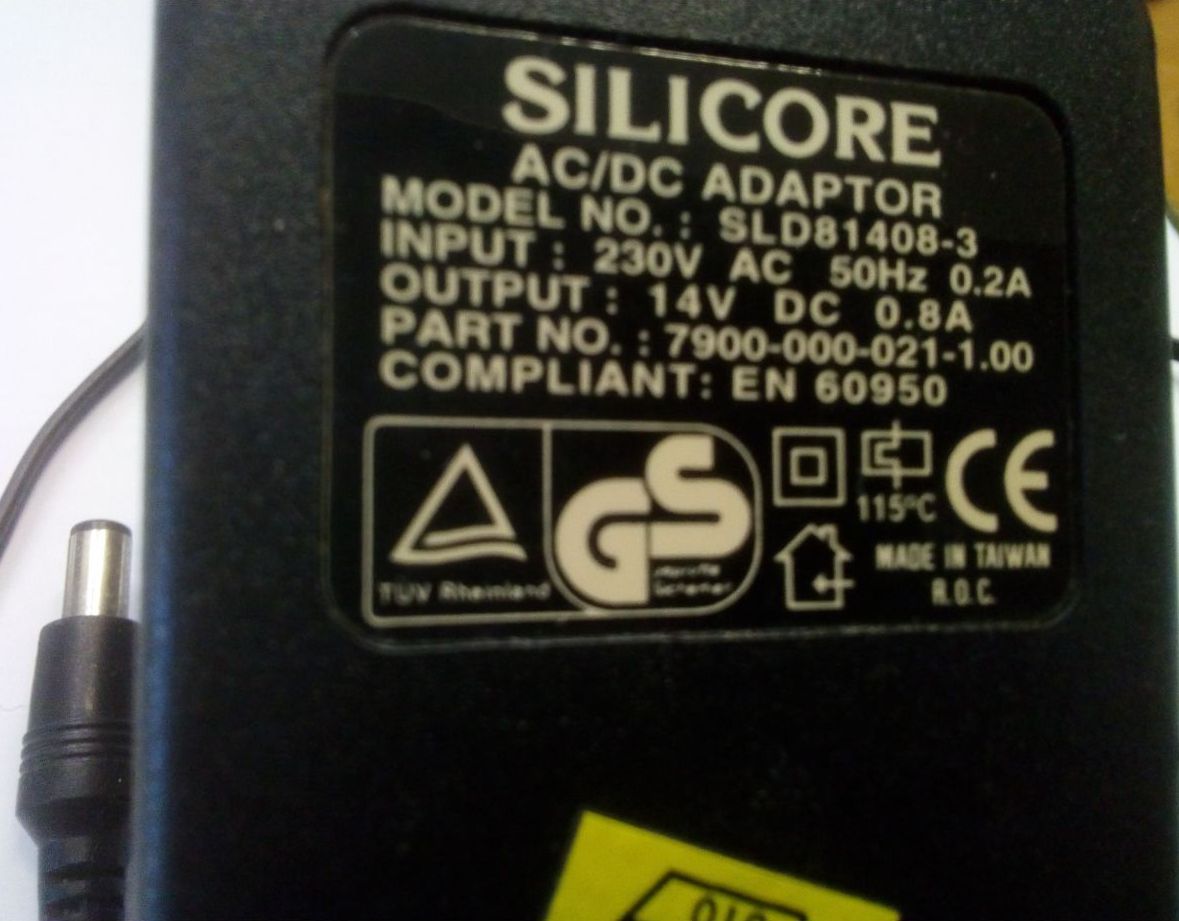 SILICORE
AC/DC ADAPTOR
MODEL NO. : SLD81408-3
INPUT : 230V AC 50Hz 0.2A
OUTPUT : 14V DC 0.8A
PART NO. : 7900-000-021-1.00
COMPLIANT: EN 60950
TÜV Rheinland
GS
115°C
CE
MADE IN TAIWAN
R.O.C.